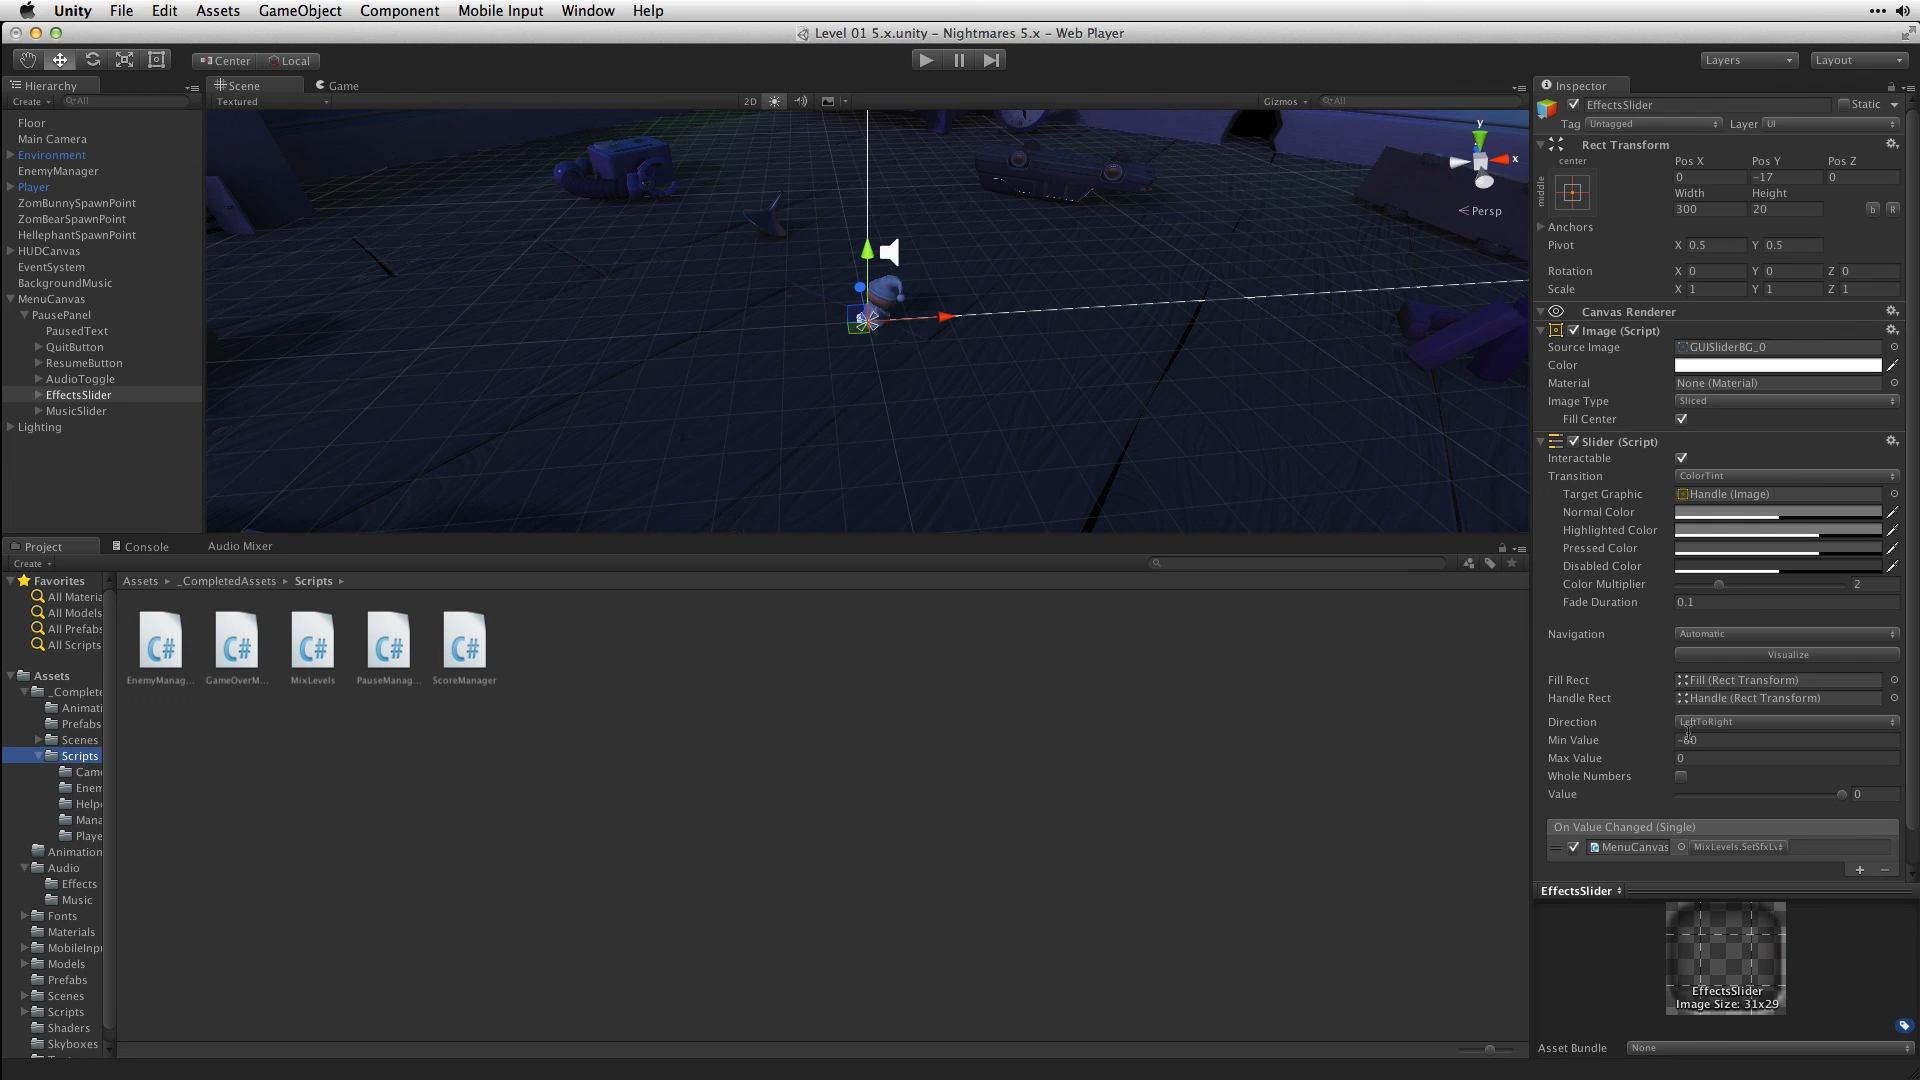 Unity File Edit Assets GameObject Component Mobile Input Window Help
Level 01 5.x.unity – Nightmares 5.x – Web Player
Center Local Layers Layout
Hierarchy
Create All
Floor
Main Camera
Environment
EnemyManager
Player
ZomBunnySpawnPoint
ZomBearSpawnPoint
HellephantSpawnPoint
HUDCanvas
EventSystem
BackgroundMusic
MenuCanvas
PausePanel
PausedText
QuitButton
ResumeButton
AudioToggle
EffectsSlider
MusicSlider
Lighting
Scene Game
Textured 2D Gizmos All
y
x
Persp
Inspector
EffectsSlider Static
Tag Untagged Layer UI
Rect Transform
center Pos X Pos Y Pos Z
middle 0 -17 0
Width Height
300 20 b R
Anchors
Pivot X 0.5 Y 0.5
Rotation X 0 Y 0 Z 0
Scale X 1 Y 1 Z 1
Canvas Renderer
Image (Script)
Source Image GUISliderBG_0
Color
Material None (Material)
Image Type Sliced
Fill Center
Slider (Script)
Interactable
Transition ColorTint
Target Graphic Handle (Image)
Normal Color
Highlighted Color
Pressed Color
Disabled Color
Color Multiplier 2
Fade Duration 0.1
Navigation Automatic
Visualize
Fill Rect Fill (Rect Transform)
Handle Rect Handle (Rect Transform)
Direction LeftToRight
Min Value -80
Max Value 0
Whole Numbers
Value 0
On Value Changed (Single)
MenuCanvas MixLevels.SetSfxLv
EffectsSlider
EffectsSlider
Image Size: 31x29
Asset Bundle None
Project Console Audio Mixer
Create
Favorites
All Materia
All Models
All Prefabs
All Scripts
Assets
_Complete
Animati
Prefabs
Scenes
Scripts
Came
Enem
Helpe
Mana
Playe
Animation
Audio
Effects
Music
Fonts
Materials
MobileInpu
Models
Prefabs
Scenes
Scripts
Shaders
Skyboxes
Assets _CompletedAssets Scripts
C# C# C# C# C#
EnemyManag... GameOverM... MixLevels PauseManag... ScoreManager